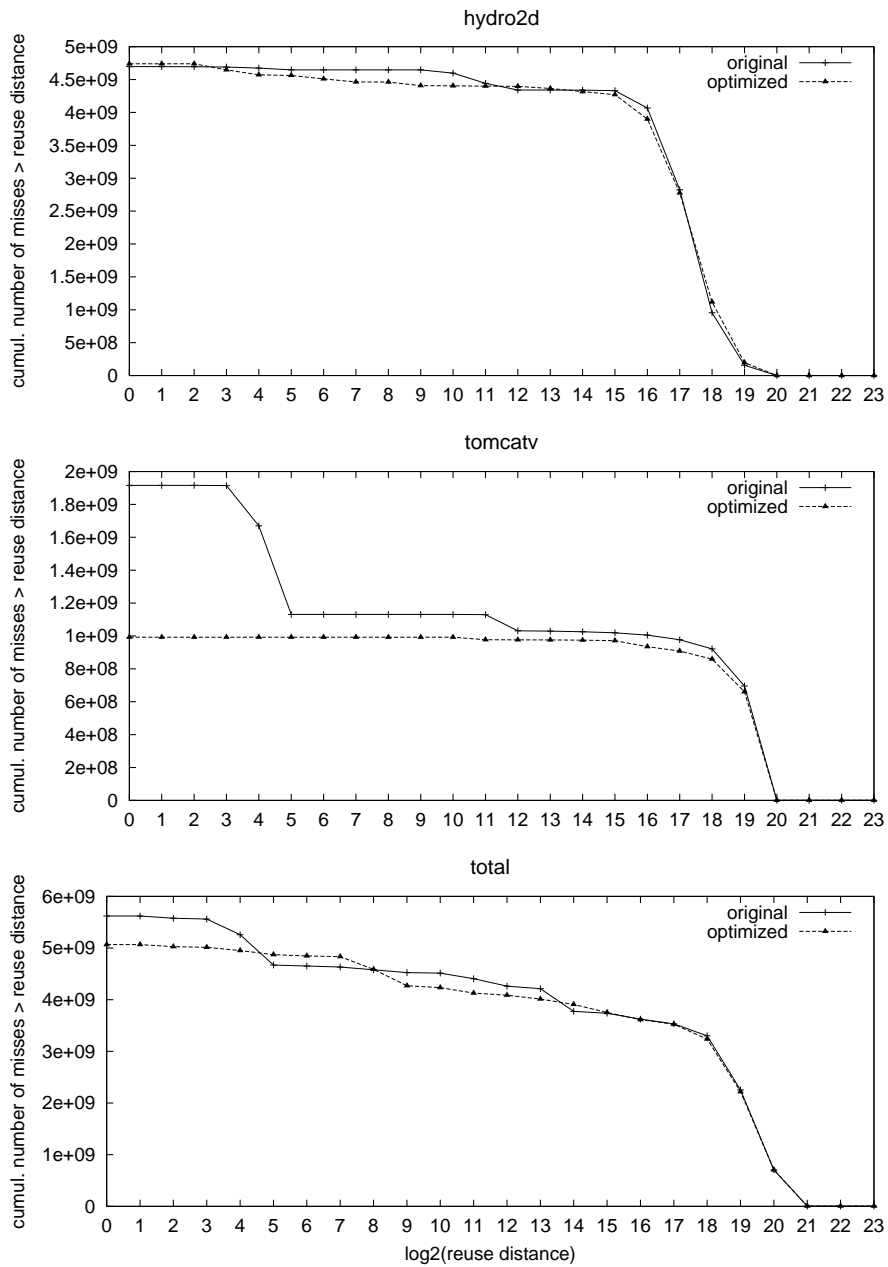 hydro2d
cumul. number of misses > reuse distance
5e+09
4.5e+09
4e+09
3.5e+09
3e+09
2.5e+09
2e+09
1.5e+09
1e+09
5e+08
0
original
optimized
0 1 2 3 4 5 6 7 8 9 10 11 12 13 14 15 16 17 18 19 20 21 22 23
tomcatv
cumul. number of misses > reuse distance
2e+09
1.8e+09
1.6e+09
1.4e+09
1.2e+09
1e+09
8e+08
6e+08
4e+08
2e+08
0
original
optimized
0 1 2 3 4 5 6 7 8 9 10 11 12 13 14 15 16 17 18 19 20 21 22 23
total
cumul. number of misses > reuse distance
6e+09
5e+09
4e+09
3e+09
2e+09
1e+09
0
original
optimized
0 1 2 3 4 5 6 7 8 9 10 11 12 13 14 15 16 17 18 19 20 21 22 23
log2(reuse distance)